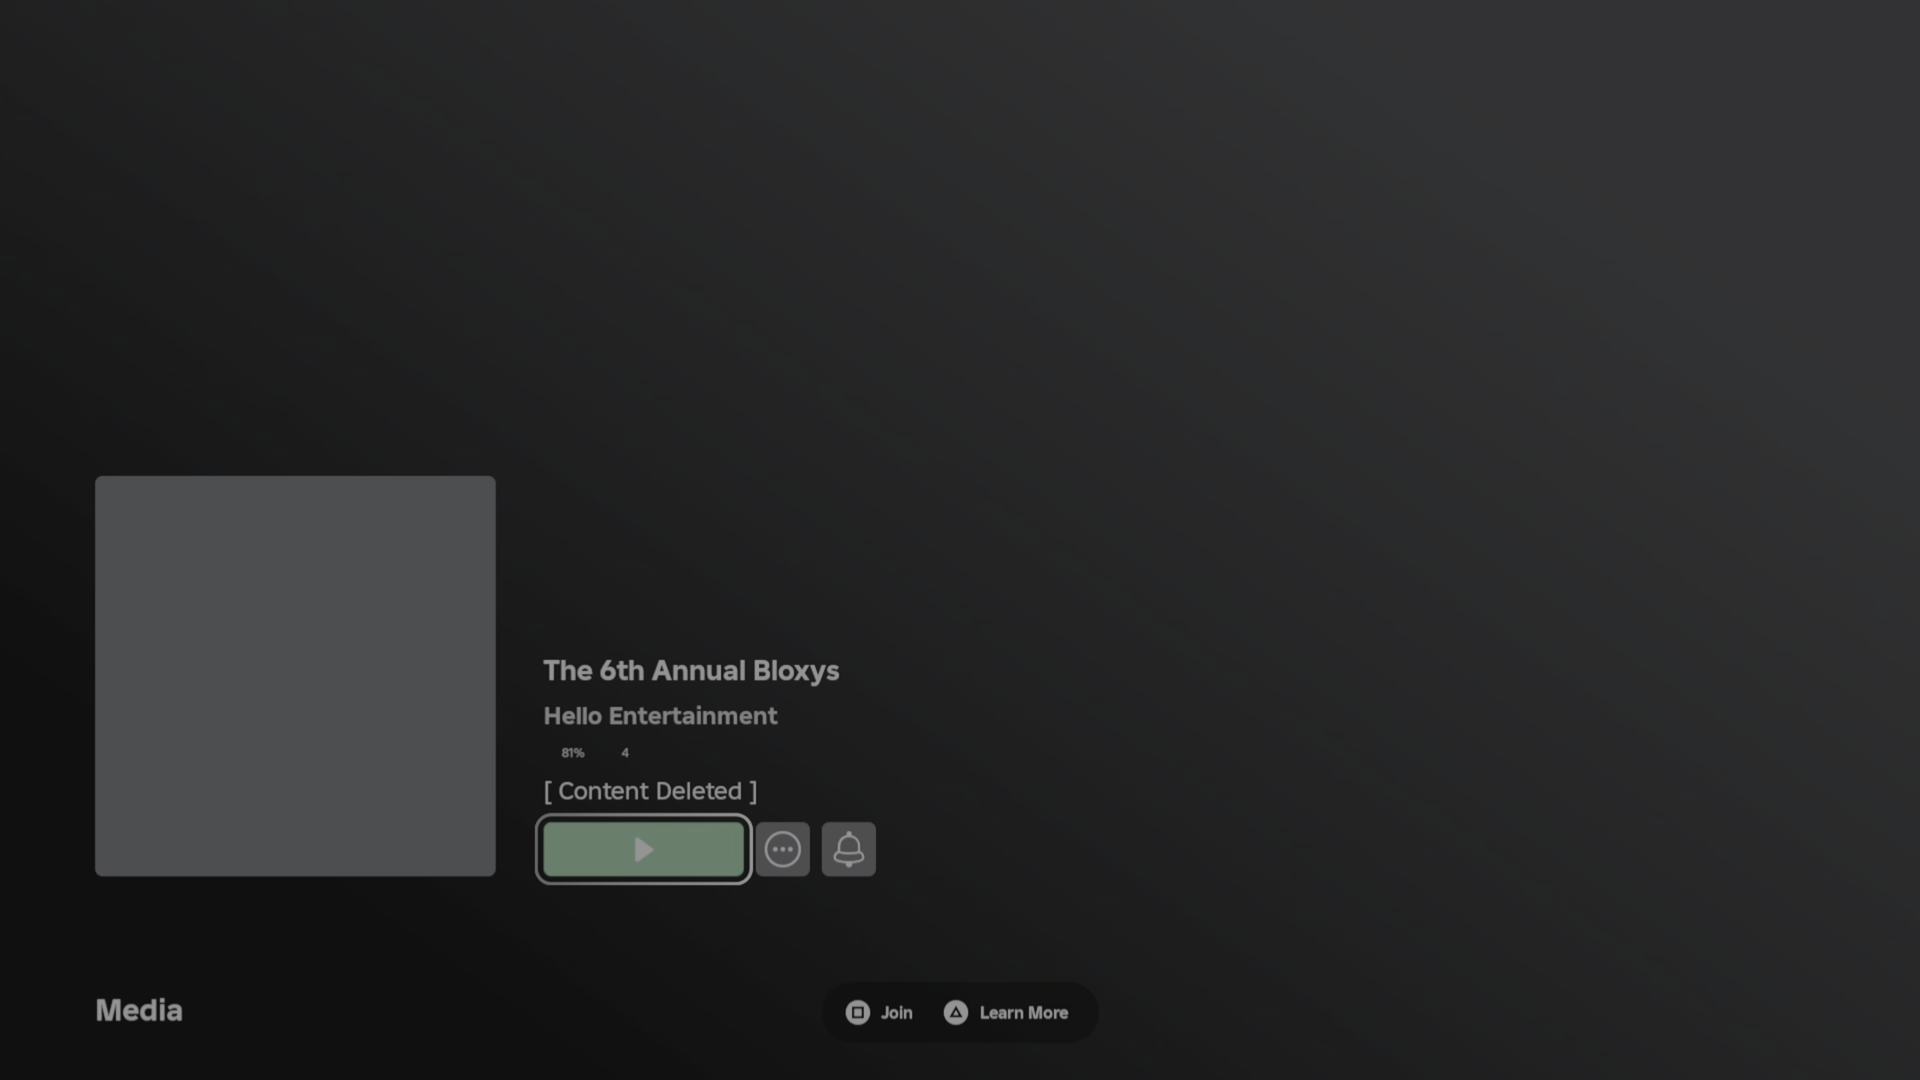 The 6th Annual Bloxys
Hello Entertainment
81% 4
[ Content Deleted ]
Media
Join Learn More